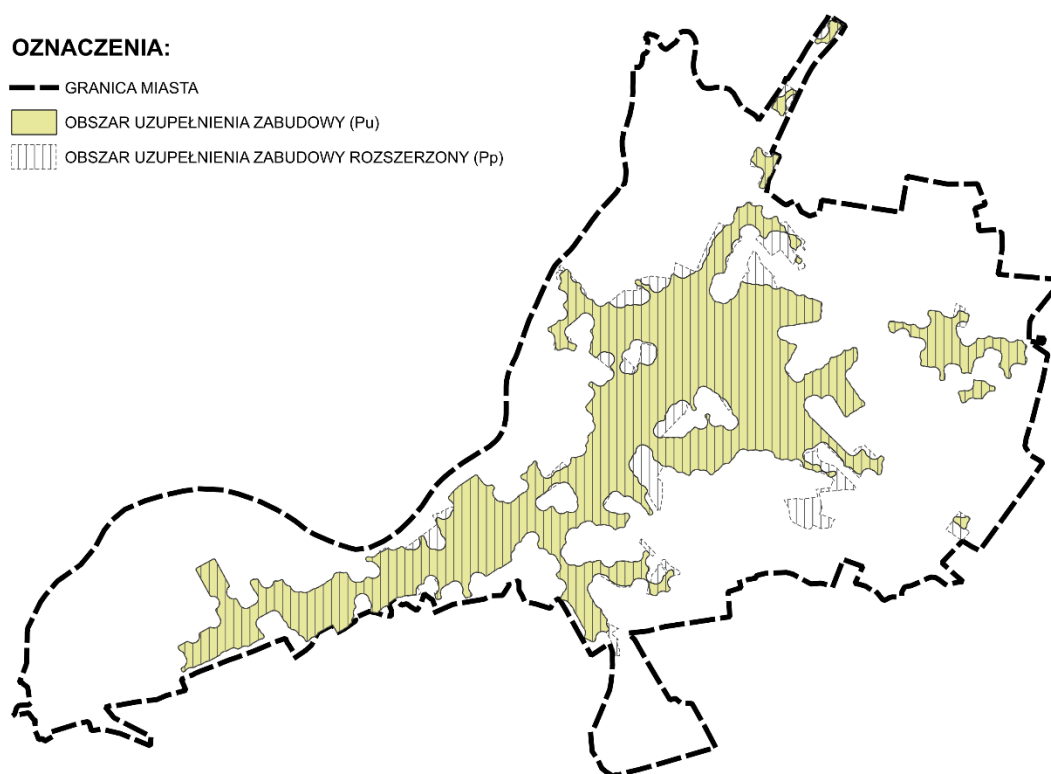 OZNACZENIA:
GRANICA MIASTA
OBSZAR UZUPEŁNIENIA ZABUDOWY (Pu)
OBSZAR UZUPEŁNIENIA ZABUDOWY ROZSZERZONY (Pp)